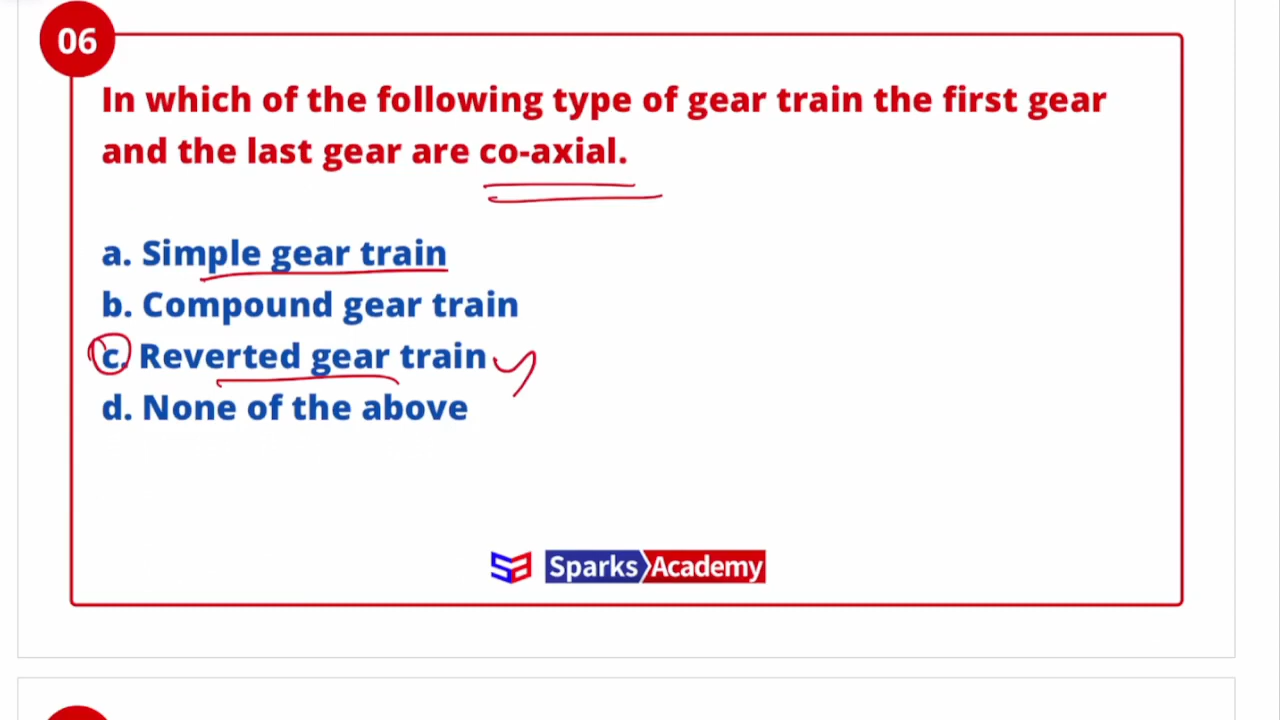 06
In which of the following type of gear train the first gear
and the last gear are co-axial.
a. Simple gear train
b. Compound gear train
c. Reverted gear train
d. None of the above
Sparks Academy